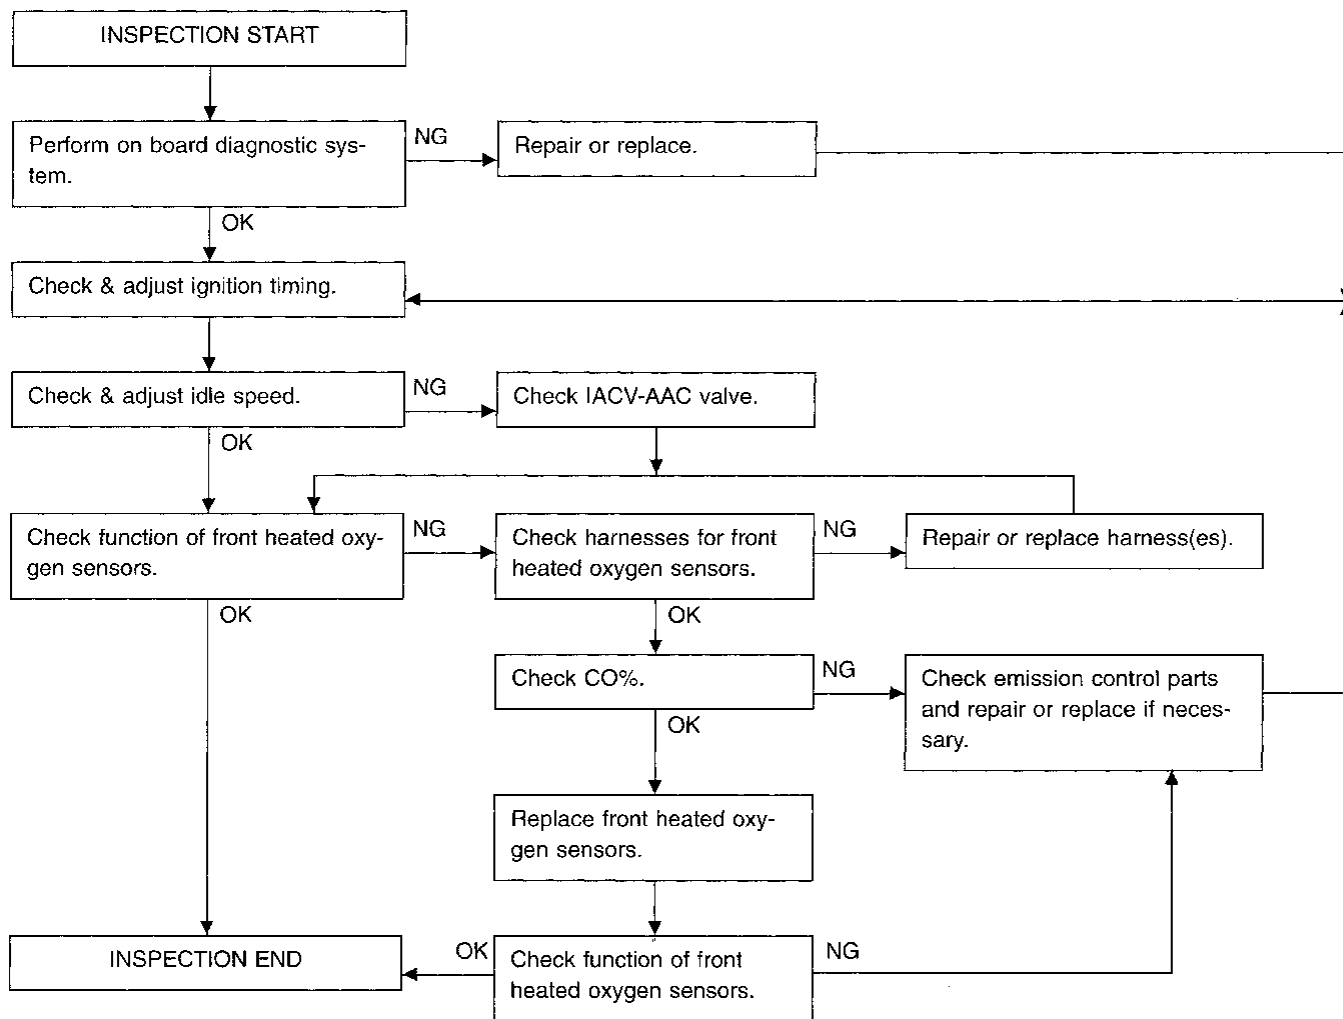 INSPECTION START
Perform on board diagnostic sys-
tem.
NG
Repair or replace.
OK
Check & adjust ignition timing.
Check & adjust idle speed.
NG
Check IACV-AAC valve.
OK
Check function of front heated oxy-
gen sensors.
NG
Check harnesses for front
heated oxygen sensors.
NG
Repair or replace harness(es).
OK
OK
Check CO%.
NG
Check emission control parts
and repair or replace if neces-
sary.
OK
Replace front heated oxy-
gen sensors.
INSPECTION END
OK
Check function of front
heated oxygen sensors.
NG